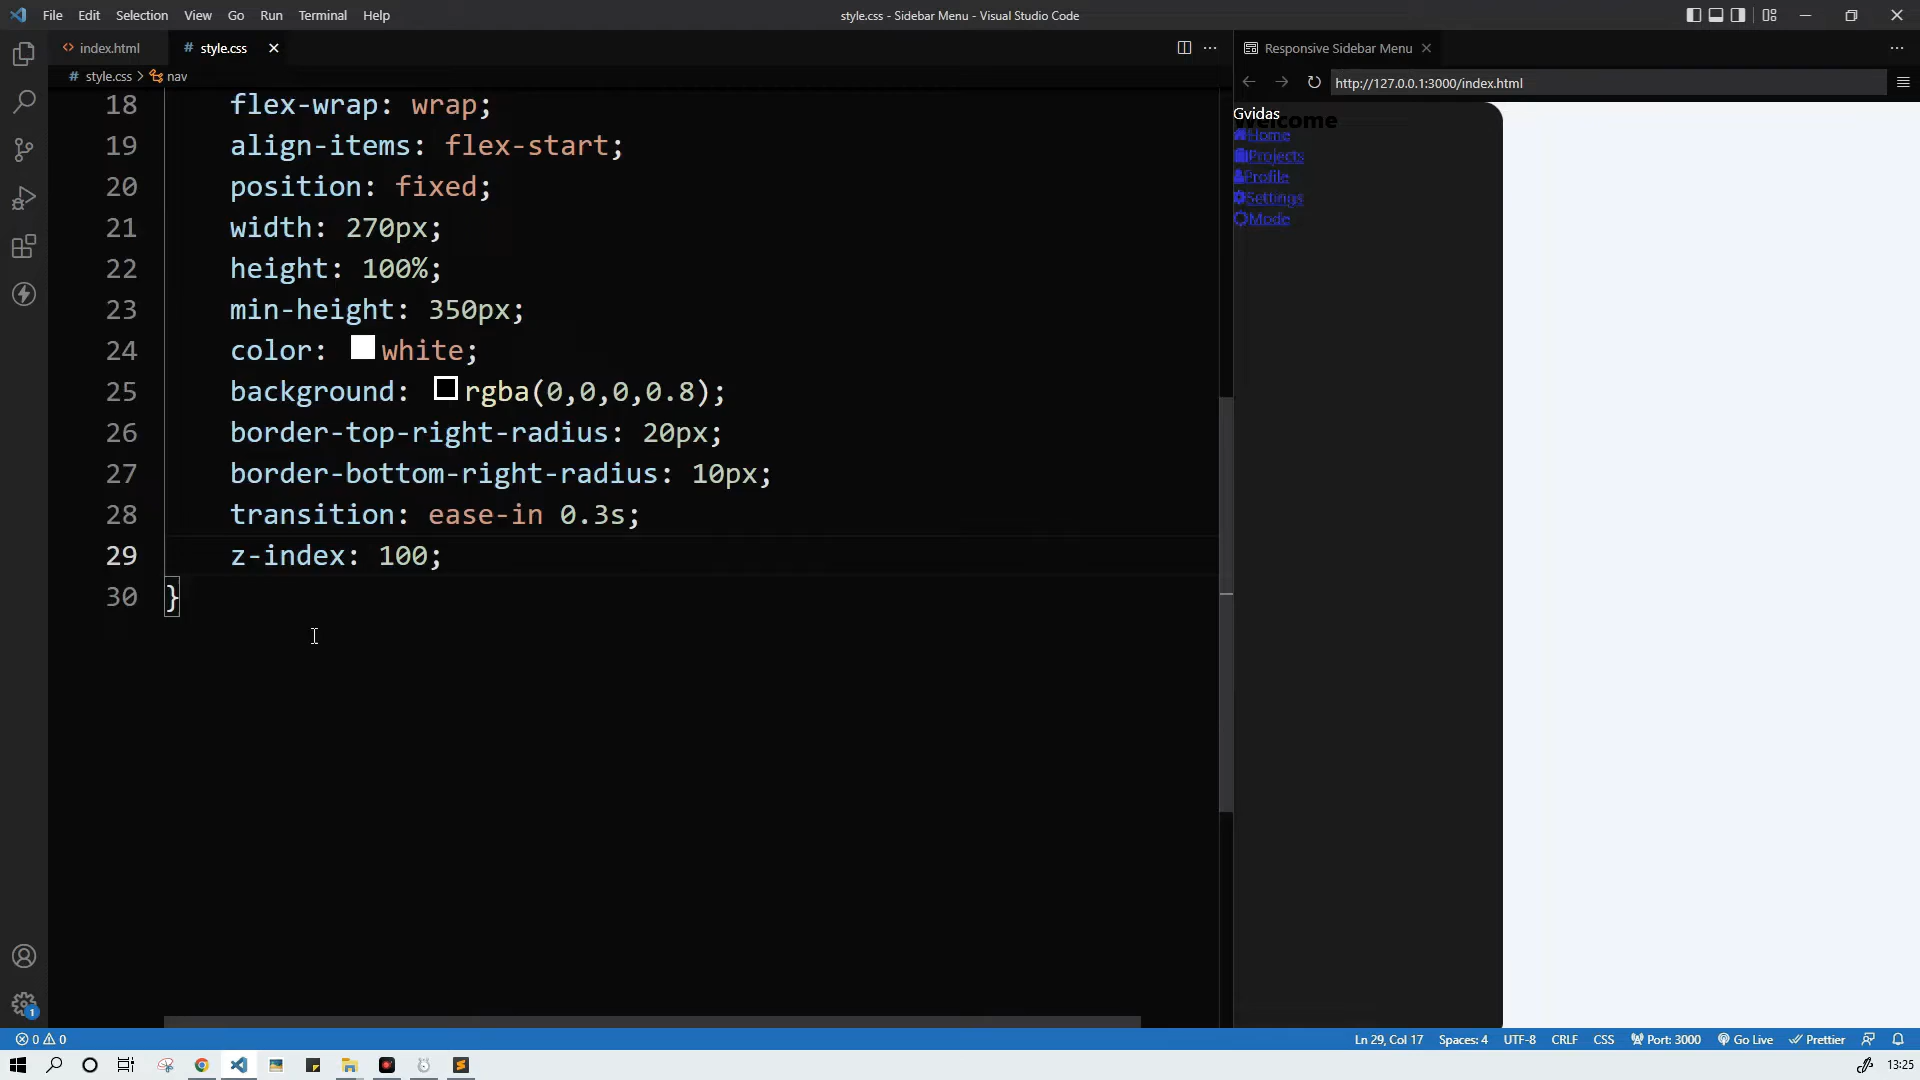 File Edit Selection View Go Run Terminal Help
style.css - Sidebar Menu - Visual Studio Code
index.html
style.css
style.css > nav
18 flex-wrap: wrap;
19 align-items: flex-start;
20 position: fixed;
21 width: 270px;
22 height: 100%;
23 min-height: 350px;
24 color: white;
25 background: rgba(0,0,0,0.8);
26 border-top-right-radius: 20px;
27 border-bottom-right-radius: 10px;
28 transition: ease-in 0.3s;
29 z-index: 100;
30 }
Responsive Sidebar Menu
http://127.0.0.1:3000/index.html
Gvidas
Welcome
Home
Projects
Profile
Settings
Mode
1
0 0
Ln 29, Col 17 Spaces: 4 UTF-8 CRLF CSS Port: 3000 Go Live Prettier
13:25